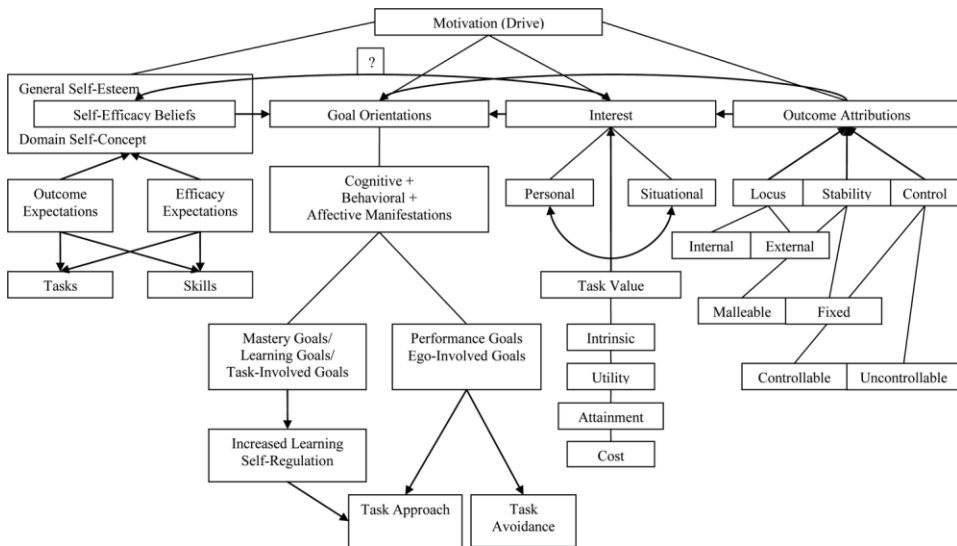 Motivation (Drive)
?
General Self-Esteem
Self-Efficacy Beliefs
Domain Self-Concept
Goal Orientations
Interest
Outcome Attributions
Outcome
Expectations
Efficacy
Expectations
Cognitive +
Behavioral +
Affective Manifestations
Personal
Situational
Locus
Stability
Control
Internal
External
Tasks
Skills
Task Value
Malleable
Fixed
Mastery Goals/
Learning Goals/
Task-Involved Goals
Performance Goals
Ego-Involved Goals
Intrinsic
Utility
Controllable
Uncontrollable
Attainment
Increased Learning
Self-Regulation
Cost
Task Approach
Task
Avoidance